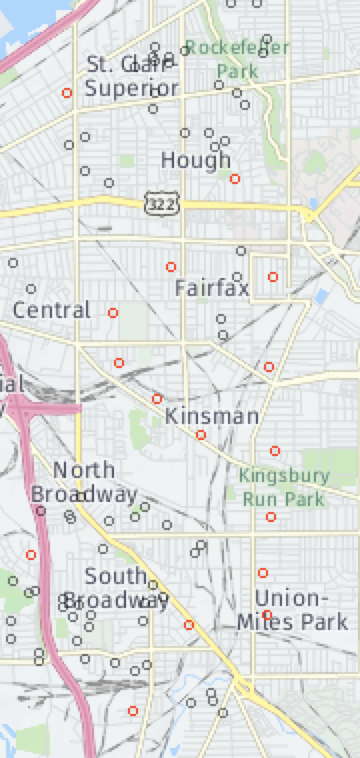 Rockefeller
Park
St. Clair-
Superior
Hough
322
Fairfax
Central
Kinsman
North
Broadway
Kingsbury
Run Park
South
Broadway
Union-
Miles Park